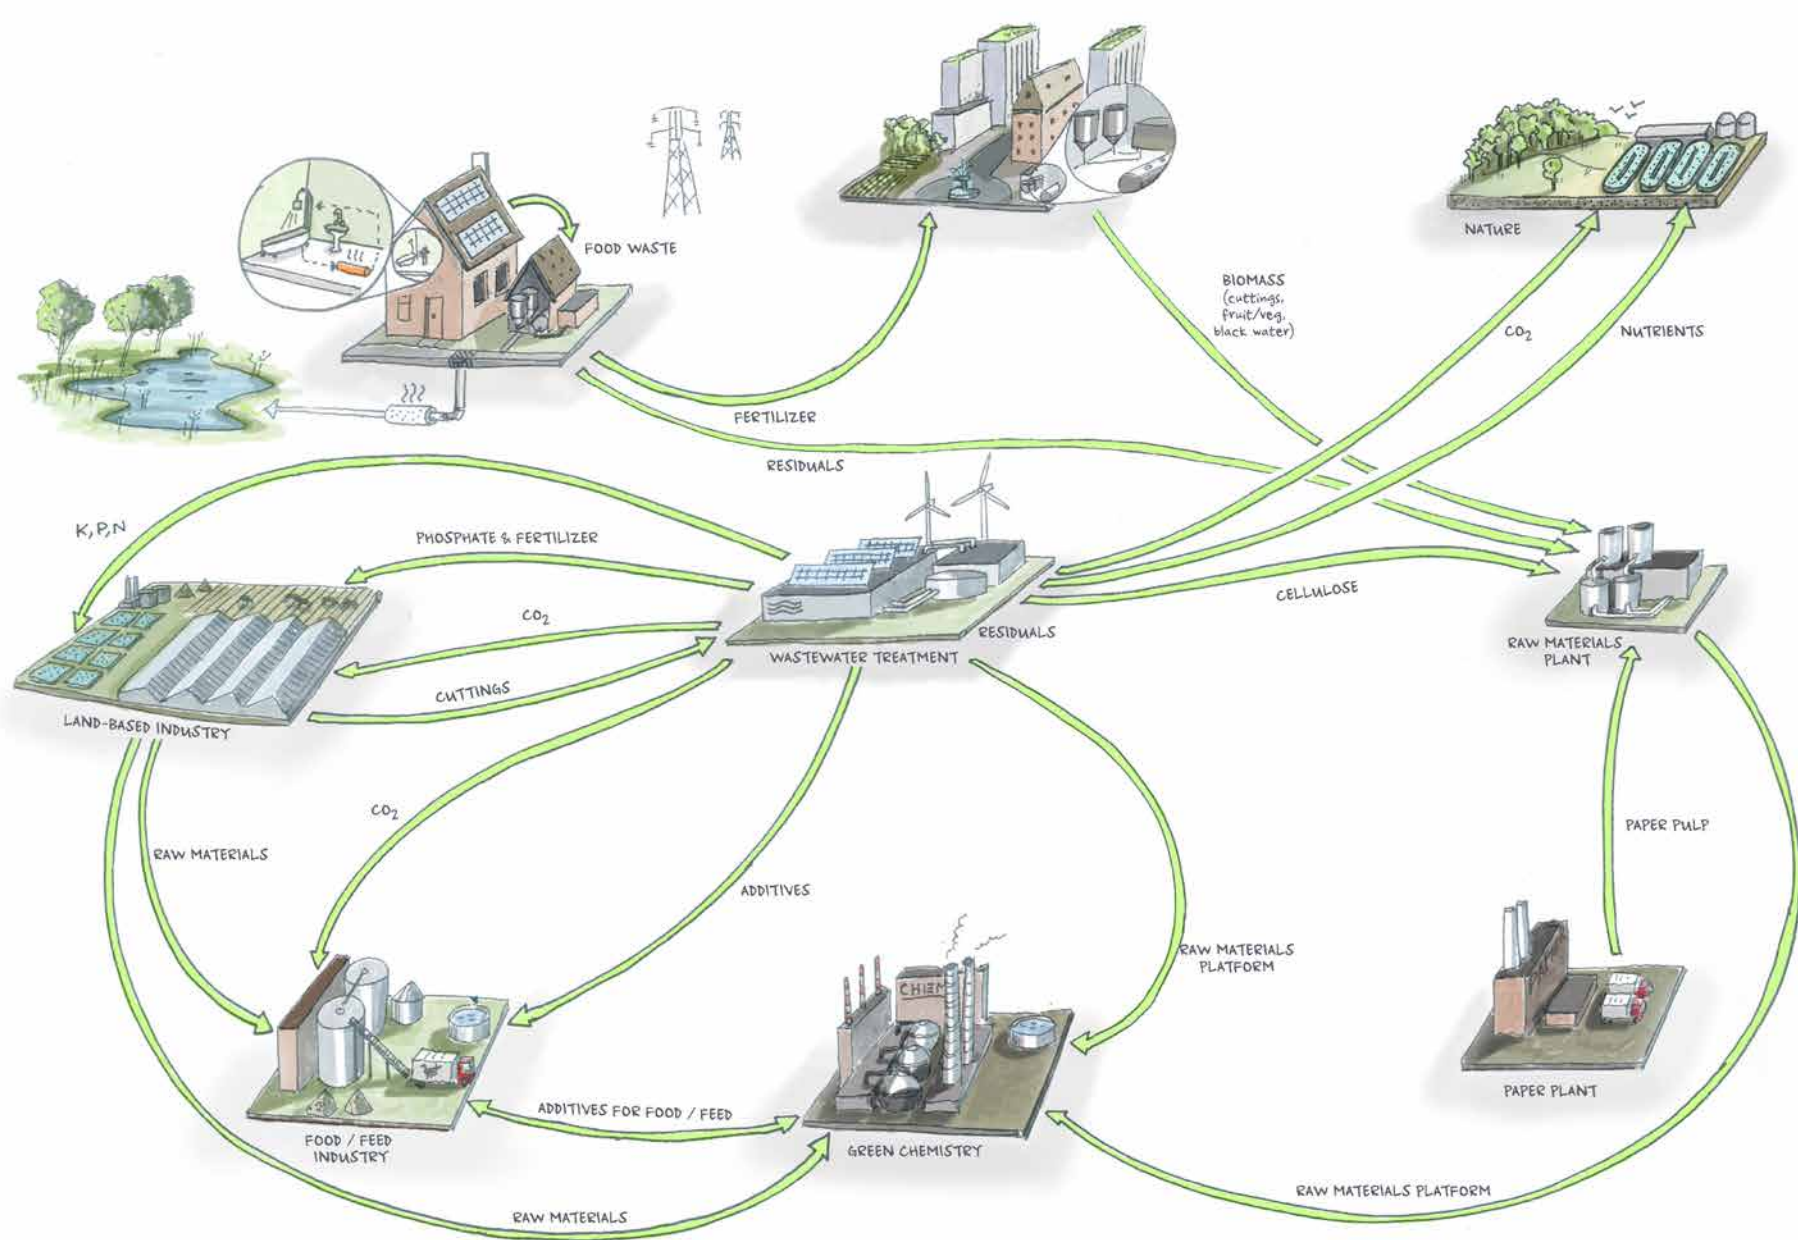 FOOD WASTE
NATURE
BIOMASS
(cuttings,
fruit/veg,
black water)
CO₂
NUTRIENTS
FERTILIZER
RESIDUALS
K, P, N
PHOSPHATE & FERTILIZER
CO₂
CUTTINGS
RESIDUALS
WASTEWATER TREATMENT
CELLULOSE
RAW MATERIALS
PLANT
LAND-BASED INDUSTRY
CO₂
RAW MATERIALS
ADDITIVES
PAPER PULP
RAW MATERIALS
PLATFORM
CHIEM
PAPER PLANT
ADDITIVES FOR FOOD / FEED
FOOD / FEED
INDUSTRY
GREEN CHEMISTRY
RAW MATERIALS PLATFORM
RAW MATERIALS